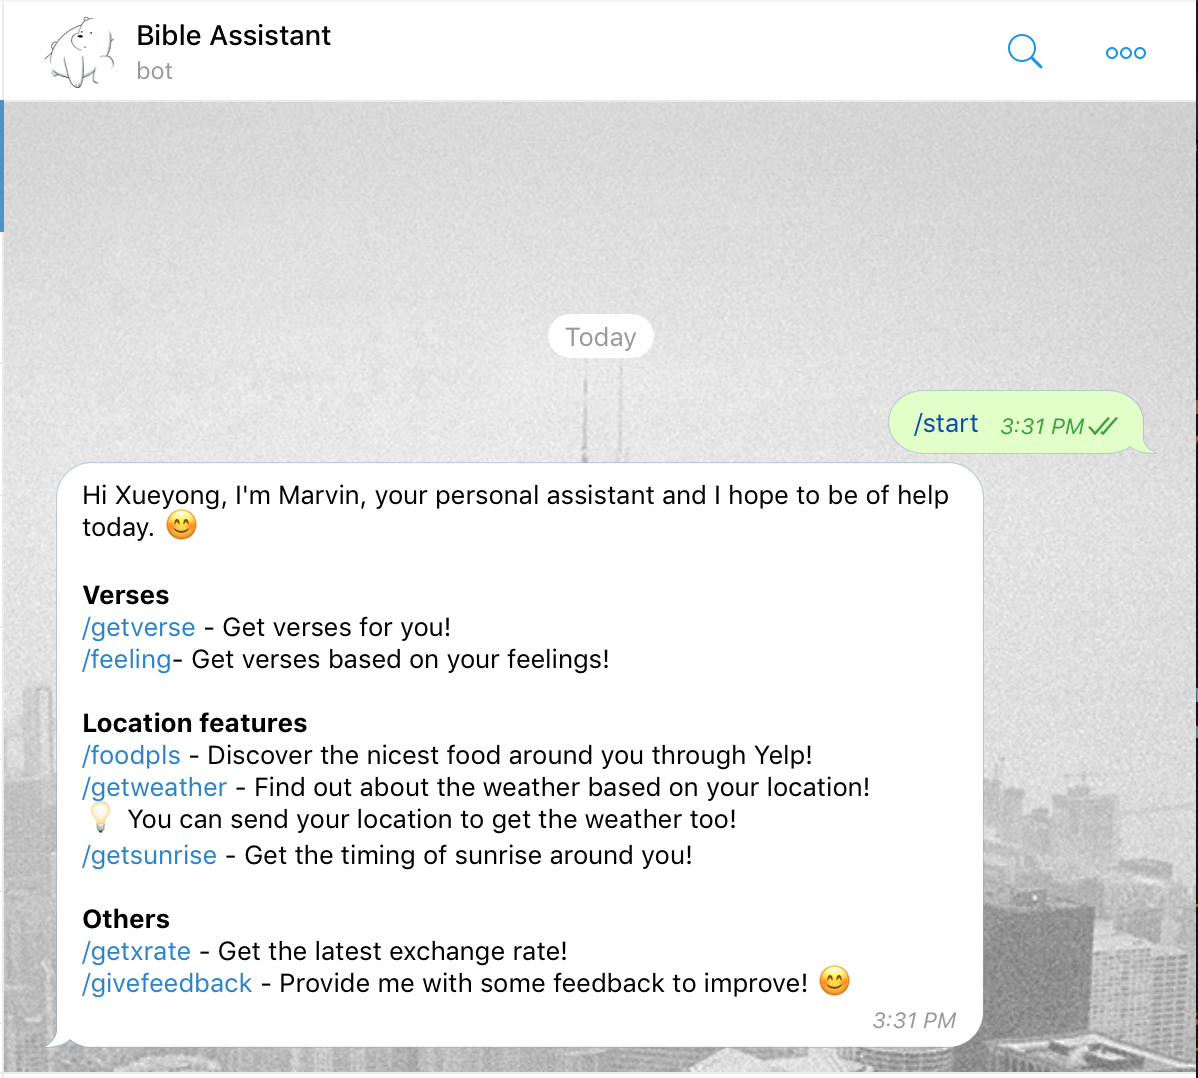 Bible Assistant
bot
Today
/start 3:31 PM
Hi Xueyong, I'm Marvin, your personal assistant and I hope to be of help
today. 😊
Verses
/getverse - Get verses for you!
/feeling- Get verses based on your feelings!
Location features
/foodpls - Discover the nicest food around you through Yelp!
/getweather - Find out about the weather based on your location!
💡 You can send your location to get the weather too!
/getsunrise - Get the timing of sunrise around you!
Others
/getxrate - Get the latest exchange rate!
/givefeedback - Provide me with some feedback to improve! 😊
3:31 PM